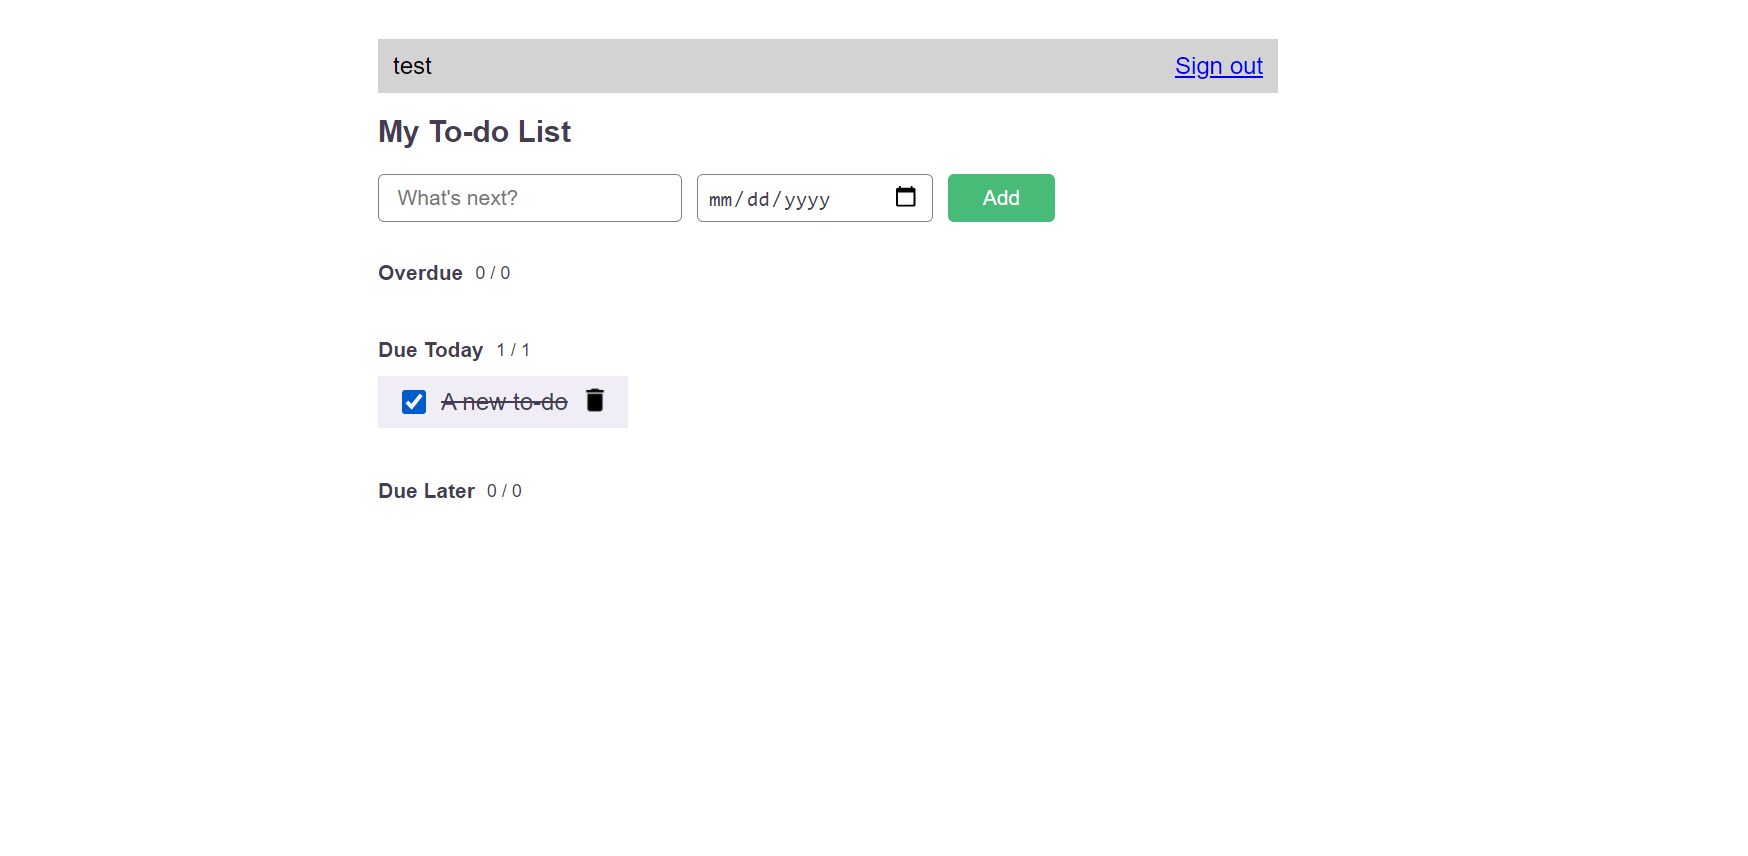 test Sign out
My To-do List
What's next? mm/dd/yyyy Add
Overdue 0 / 0
Due Today 1 / 1
A new to-do
Due Later 0 / 0